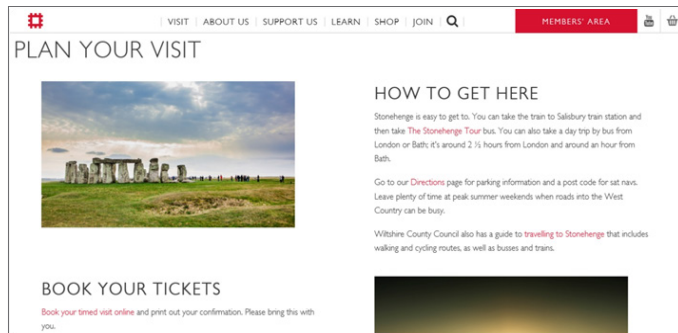 VISIT ABOUT US SUPPORT US LEARN SHOP JOIN MEMBERS' AREA
PLAN YOUR VISIT
HOW TO GET HERE
Stonehenge is easy to get to. You can take the train to Salisbury train station and
then take The Stonehenge Tour bus. You can also take a day trip by bus from
London or Bath; it's around 2 ½ hours from London and around an hour from
Bath.
Go to our Directions page for parking information and a post code for sat navs.
Leave plenty of time at peak summer weekends when roads into the West
Country can be busy.
Wiltshire County Council also has a guide to travelling to Stonehenge that includes
walking and cycling routes, as well as busses and trains.
BOOK YOUR TICKETS
Book your timed visit online and print out your confirmation. Please bring this with
you.